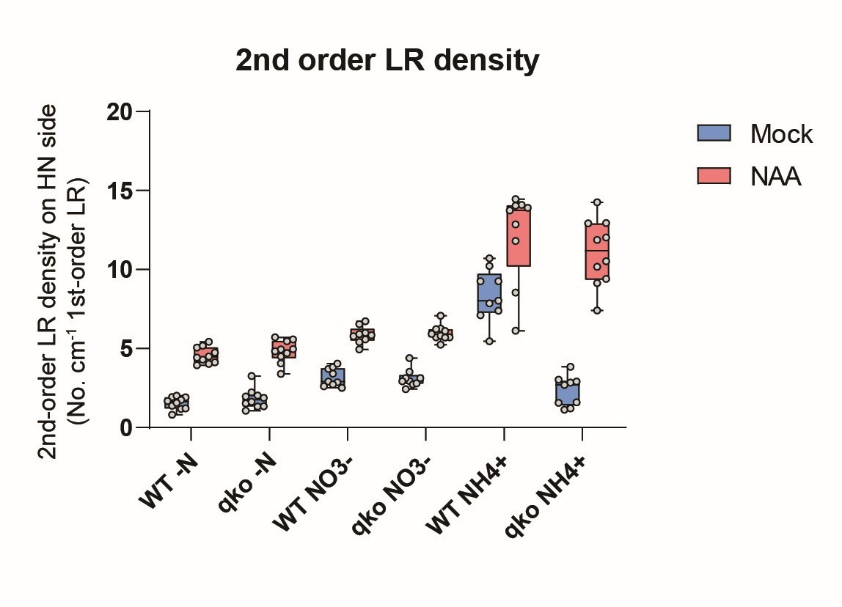 2nd order LR density
2nd-order LR density on HN side
(No. cm⁻¹ 1st-order LR)
20
15
10
5
0
WT -N
qko -N
WT NO3-
qko NO3-
WT NH4+
qko NH4+
Mock
NAA